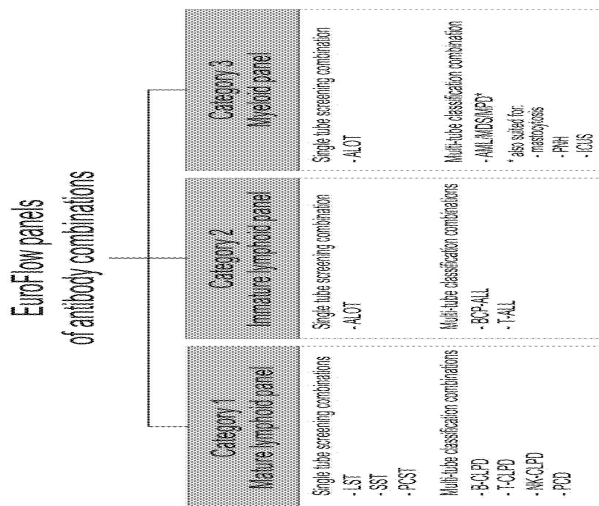 EuroFlow panels
of antibody combinations
Category 1
Mature lymphoid panel
Single tube screening combinations
- LST
- SST
- PCST
Multi-tube classification combinations
- B-CLPD
- T-CLPD
- NK-CLPD
- PCD
Category 2
Immature lymphoid panel
Single tube screening combination
- ALOT
Multi-tube classification combinations
- BCP-ALL
- T-ALL
Category 3
Myeloid panel
Single tube screening combination
- ALOT
Multi-tube classification combination
- AML/MDS/MPD*
* also suited for:
- mastocytosis
- PNH
- ICUS